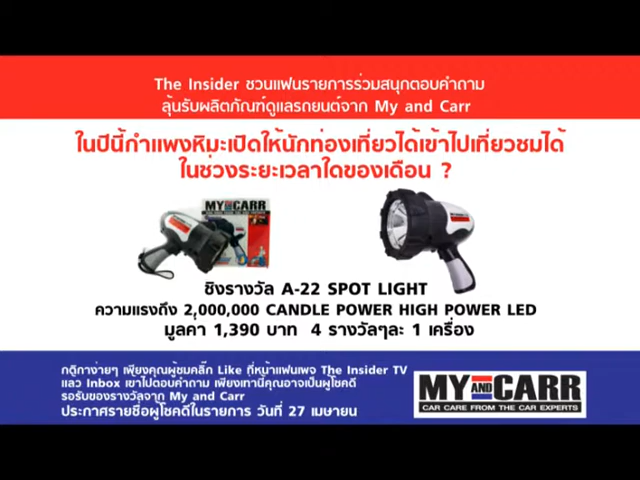 The Insider ชวนแฟนรายการร่วมสนุกตอบคำถาม
ลุ้นรับผลิตภัณฑ์ดูแลรถยนต์จาก My and Carr
ในปีนี้กำแพงหิมะเปิดให้นักท่องเที่ยวได้เข้าไปเที่ยวชมได้
ในช่วงระยะเวลาใดของเดือน ?
MY AND CARR
ชิงรางวัล A-22 SPOT LIGHT
ความแรงถึง 2,000,000 CANDLE POWER HIGH POWER LED
มูลค่า 1,390 บาท 4 รางวัลๆละ 1 เครื่อง
กติกาง่ายๆ เพียงคุณผู้ชมคลิ๊ก Like ที่หน้าแฟนเพจ The Insider TV
แลว Inbox เขาไปตอบคำถาม เพียงเท่านี้คุณอาจเป็นผู้โชคดี
รอรับของรางวัลจาก My and Carr
ประกาศรายชื่อผู้โชคดีในรายการ วันที่ 27 เมษายน
MY AND CARR
CAR CARE FROM THE CAR EXPERTS